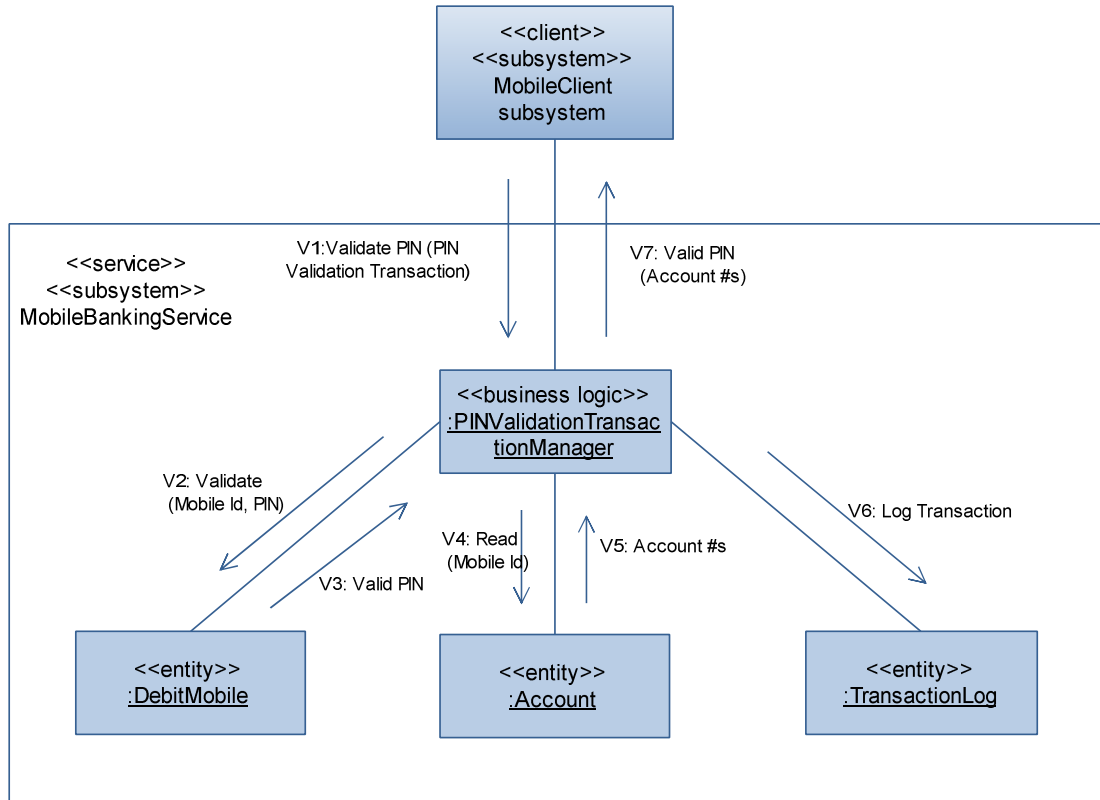 <<client>>
<<subsystem>>
MobileClient
subsystem
V1:Validate PIN (PIN
Validation Transaction)
V7: Valid PIN
(Account #s)
<<service>>
<<subsystem>>
MobileBankingService
<<business logic>>
:PINValidationTransac
tionManager
V2: Validate
(Mobile Id, PIN)
V3: Valid PIN
V4: Read
(Mobile Id)
V5: Account #s
V6: Log Transaction
<<entity>>
:DebitMobile
<<entity>>
:Account
<<entity>>
:TransactionLog